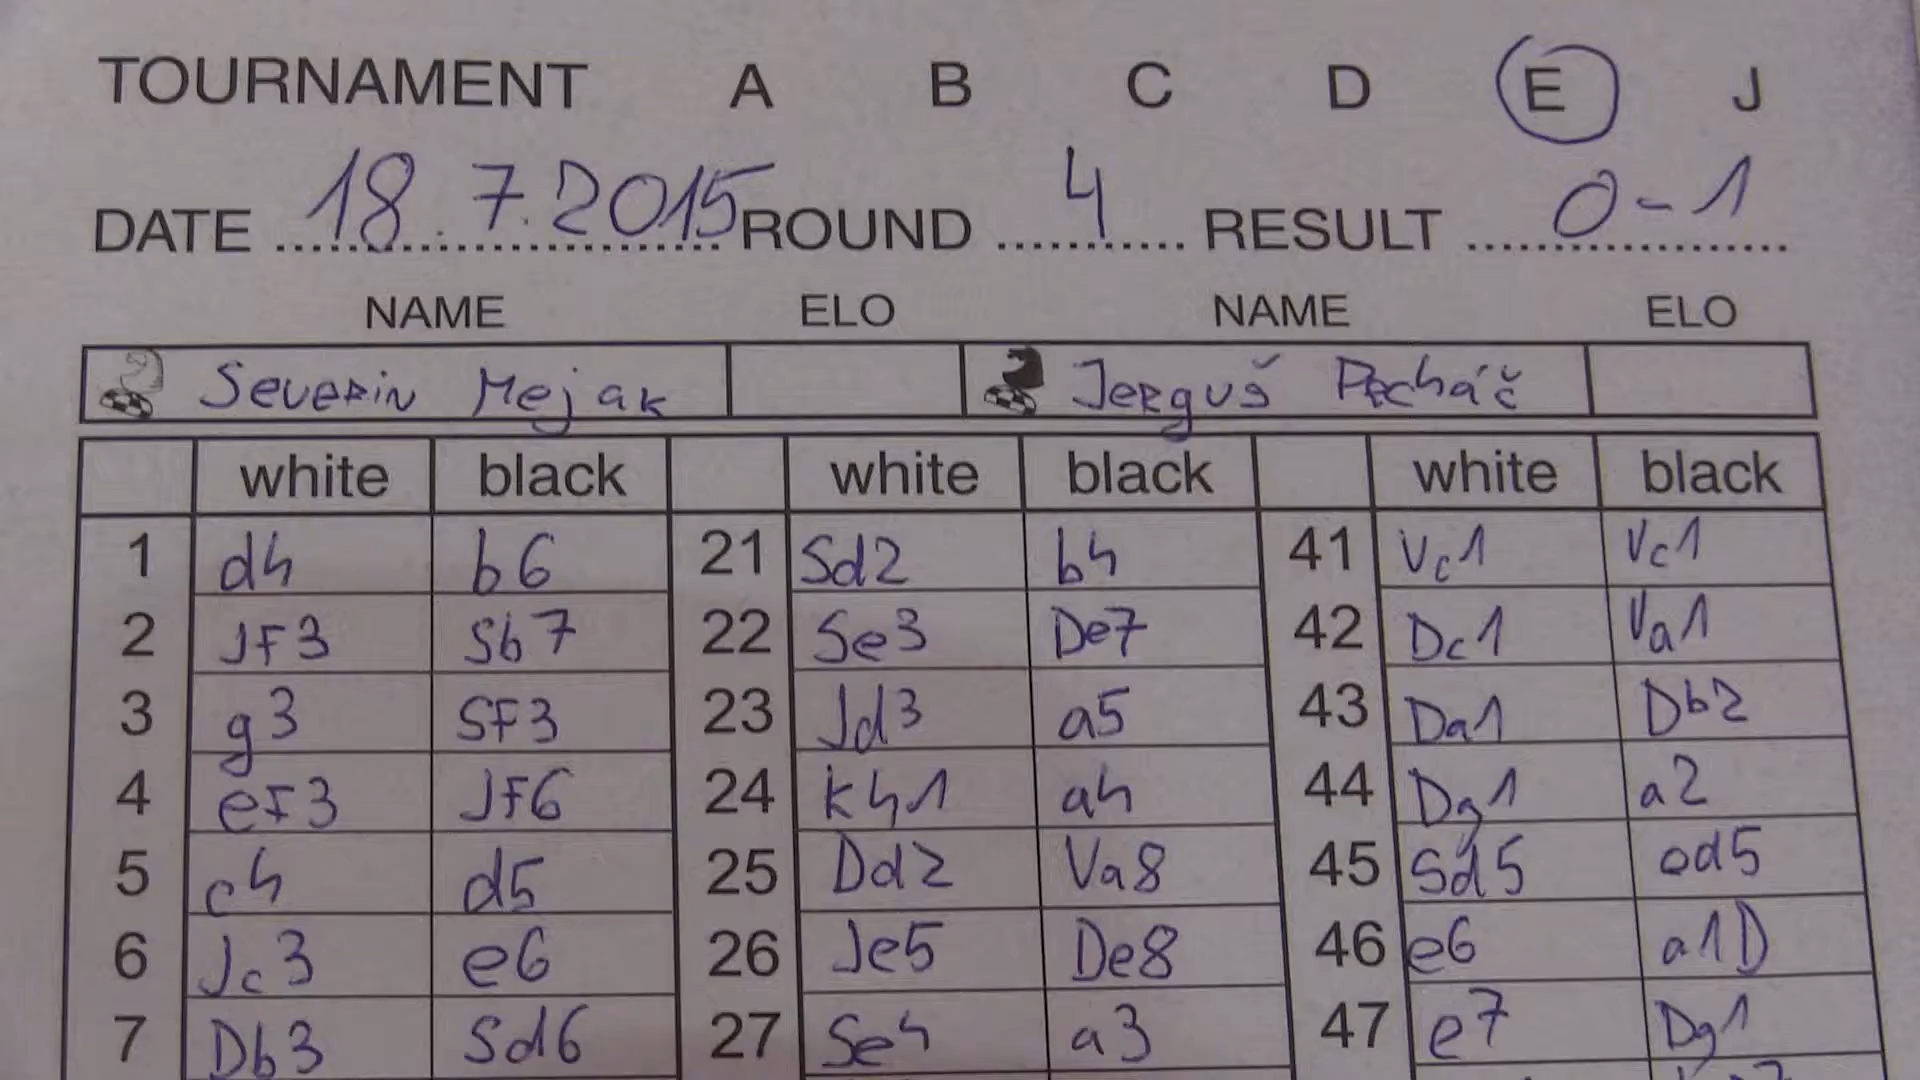 TOURNAMENT A B C D E J
DATE 18.7.2015 ROUND 4 RESULT 0-1
NAME ELO NAME ELO
Severin Mejak Jerguš Pecháč
white black white black white black
1 d4 b6 21 Sd2 b4 41 Vc1 Vc1
2 Jf3 Sb7 22 Se3 De7 42 Dc1 Va1
3 g3 Sf3 23 Jd3 a5 43 Da1 Db2
4 ef3 Jf6 24 Kh1 a4 44 Dg1 a2
5 c4 d5 25 Dd2 Va8 45 Sd5 ed5
6 Jc3 e6 26 Je5 De8 46 e6 a1D
7 Db3 Sd6 27 Se4 a3 47 e7 Dg1